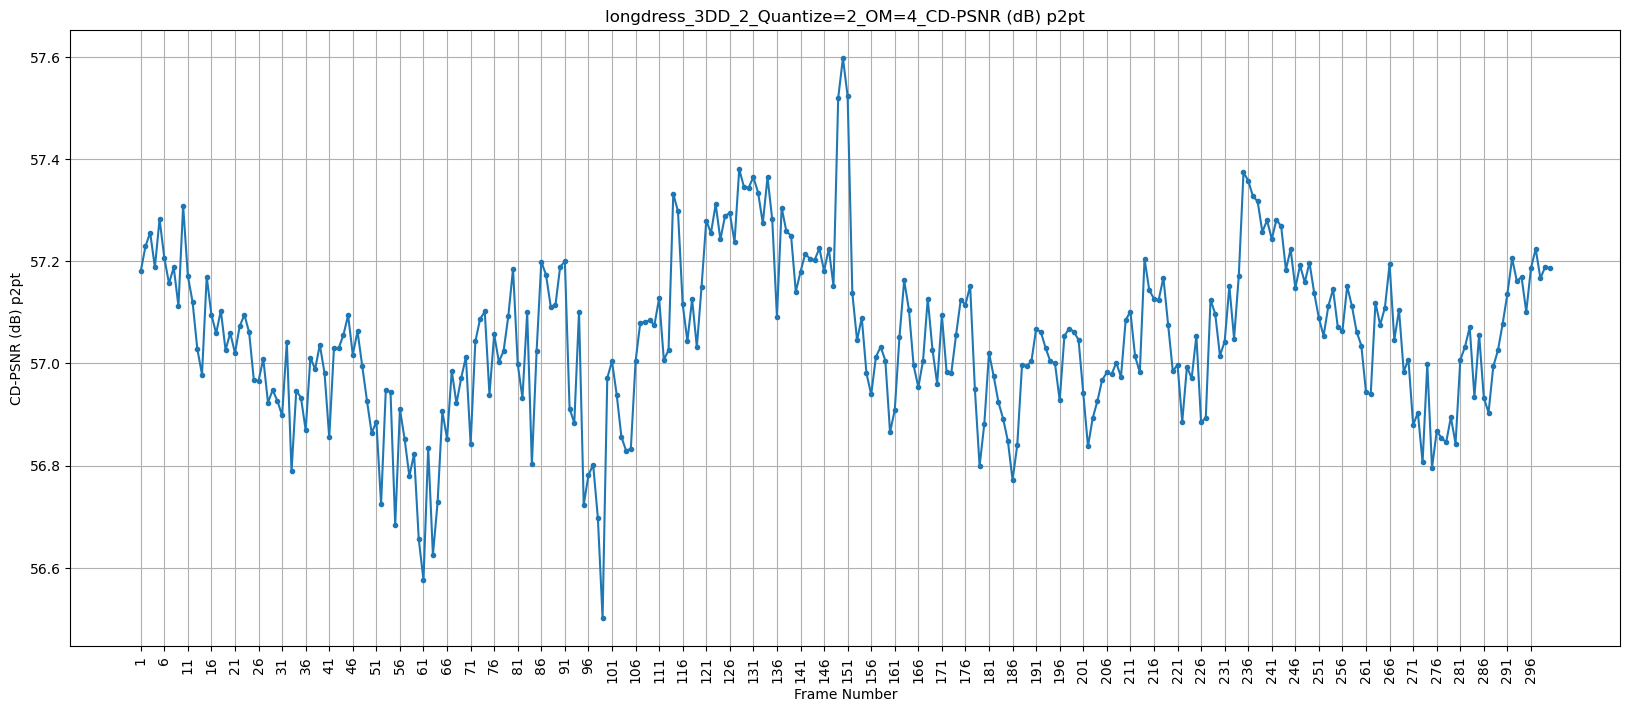 longdress_3DD_2_Quantize=2_OM=4_CD-PSNR (dB) p2pt
CD-PSNR (dB) p2pt
57.6
57.4
57.2
57.0
56.8
56.6
1 6 11 16 21 26 31 36 41 46 51 56 61 66 71 76 81 86 91 96 101 106 111 116 121 126 131 136 141 146 151 156 161 166 171 176 181 186 191 196 201 206 211 216 221 226 231 236 241 246 251 256 261 266 271 276 281 286 291 296
Frame Number